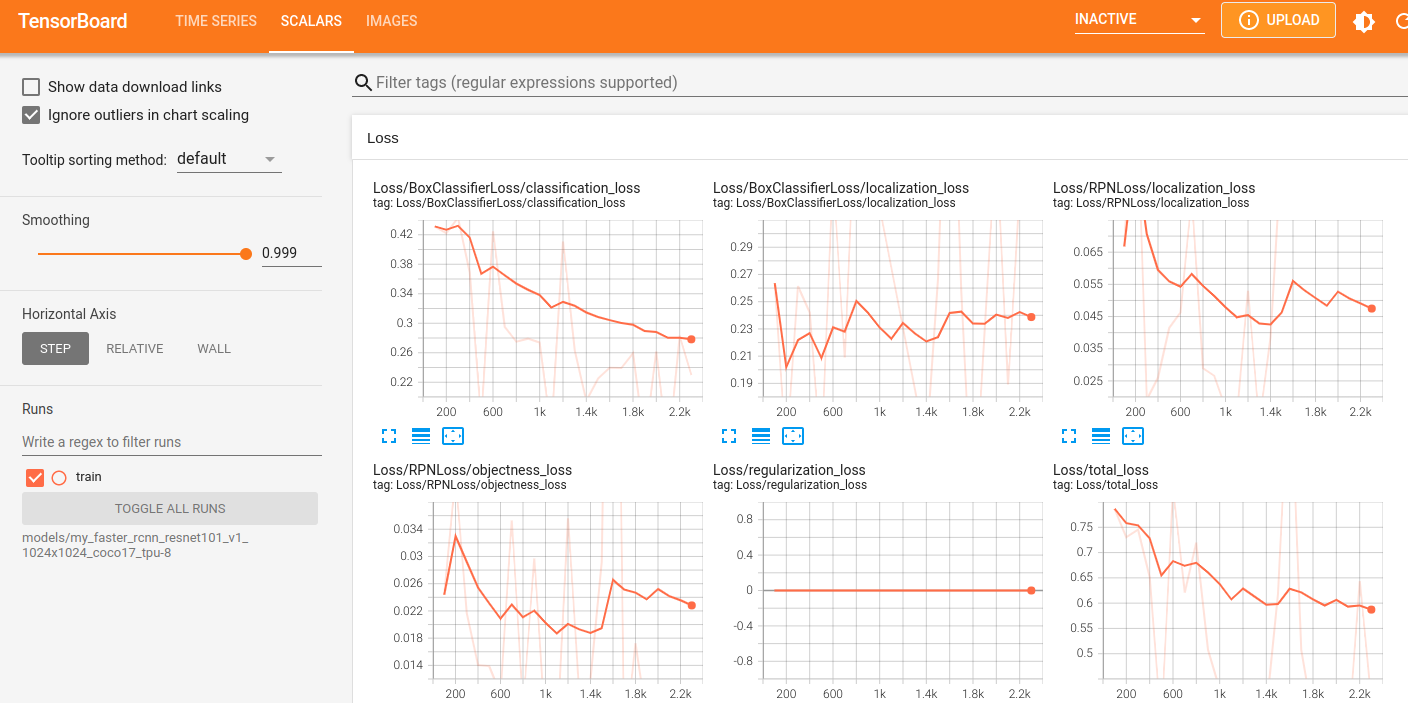 TensorBoard TIME SERIES SCALARS IMAGES INACTIVE UPLOAD
Show data download links
Ignore outliers in chart scaling
Tooltip sorting method: default
Smoothing
0.999
Horizontal Axis
STEP RELATIVE WALL
Runs
Write a regex to filter runs
train
TOGGLE ALL RUNS
models/my_faster_rcnn_resnet101_v1_
1024x1024_coco17_tpu-8
Filter tags (regular expressions supported)
Loss
Loss/BoxClassifierLoss/classification_loss
tag: Loss/BoxClassifierLoss/classification_loss
0.42
0.38
0.34
0.3
0.26
0.22
200 600 1k 1.4k 1.8k 2.2k
Loss/BoxClassifierLoss/localization_loss
tag: Loss/BoxClassifierLoss/localization_loss
0.29
0.27
0.25
0.23
0.21
0.19
200 600 1k 1.4k 1.8k 2.2k
Loss/RPNLoss/localization_loss
tag: Loss/RPNLoss/localization_loss
0.065
0.055
0.045
0.035
0.025
200 600 1k 1.4k 1.8k 2.2k
Loss/RPNLoss/objectness_loss
tag: Loss/RPNLoss/objectness_loss
0.034
0.03
0.026
0.022
0.018
0.014
200 600 1k 1.4k 1.8k 2.2k
Loss/regularization_loss
tag: Loss/regularization_loss
0.8
0.4
0
-0.4
-0.8
200 600 1k 1.4k 1.8k 2.2k
Loss/total_loss
tag: Loss/total_loss
0.75
0.7
0.65
0.6
0.55
0.5
200 600 1k 1.4k 1.8k 2.2k